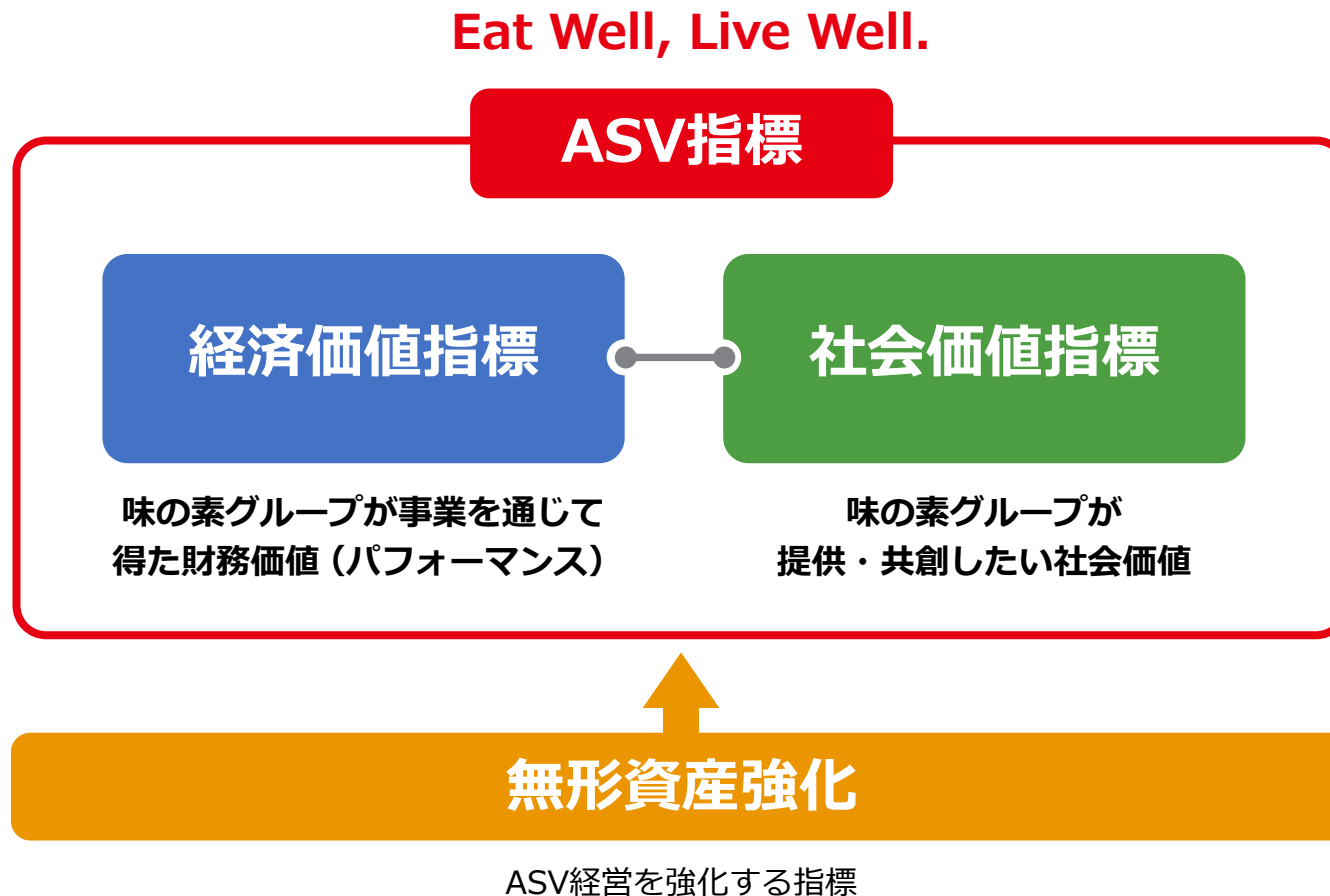 Eat Well, Live Well.
ASV指標
経済価値指標
社会価値指標
味の素グループが事業を通じて
得た財務価値（パフォーマンス）
味の素グループが
提供・共創したい社会価値
無形資産強化
ASV経営を強化する指標